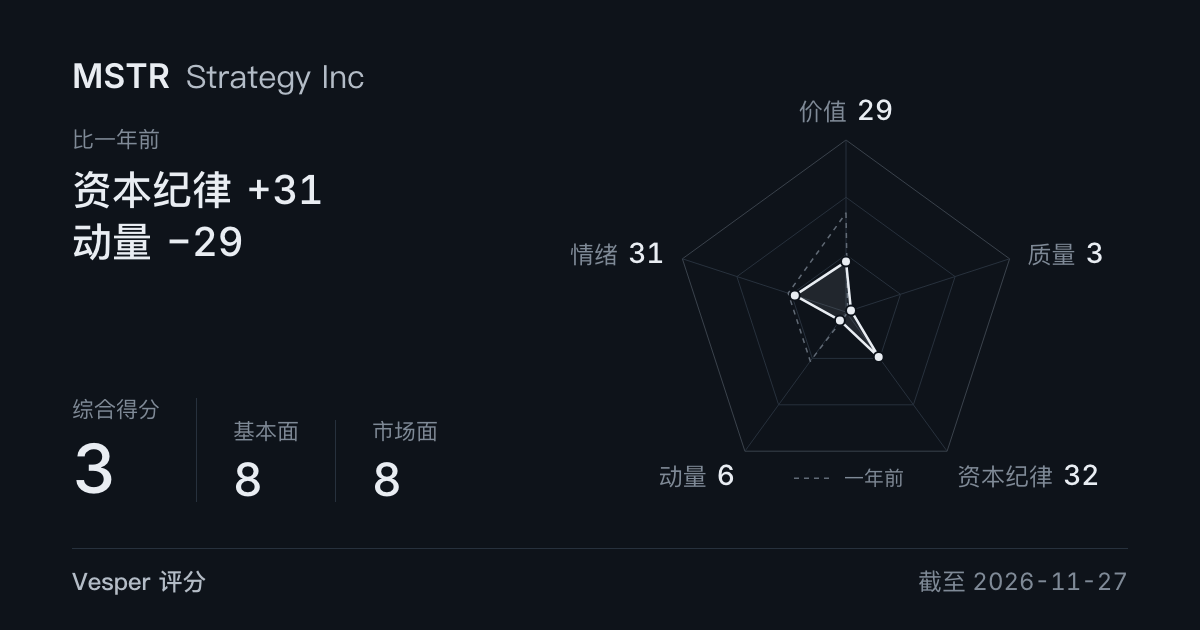 MSTR Strategy Inc
比一年前
资本纪律 +31
动量 −29
综合得分
3
基本面
8
市场面
8
价值 29
质量 3
资本纪律 32
动量 6
情绪 31
---- 一年前
Vesper 评分
截至 2026-11-27